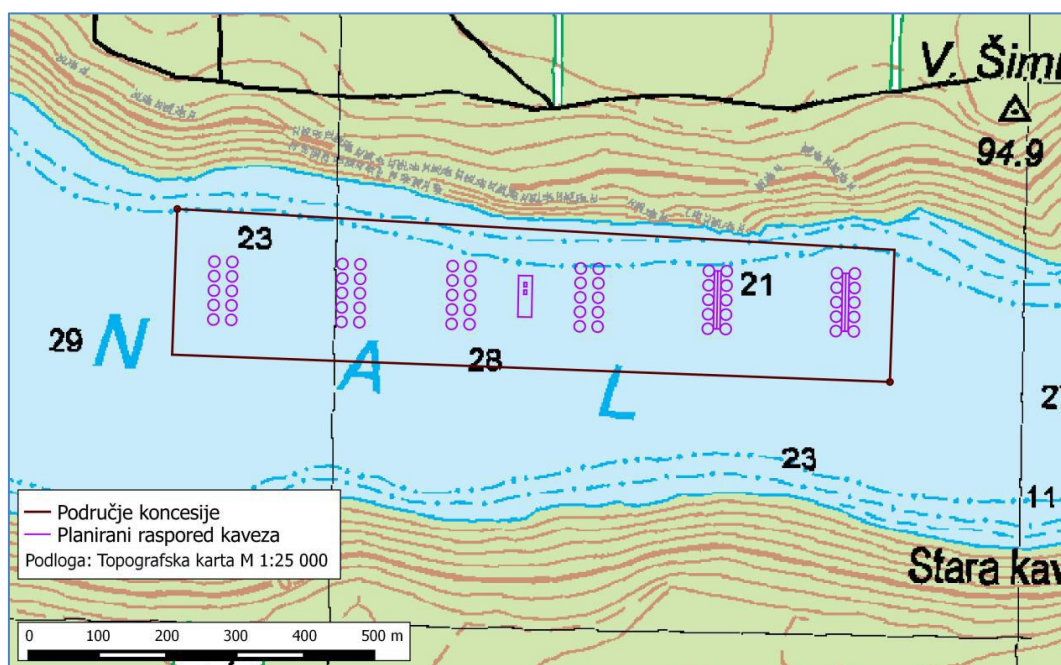 V. Šimi
94.9
23
21
29
N
A
28
L
27
23
11
Područje koncesije
Planirani raspored kaveza
Podloga: Topografska karta M 1:25 000
Stara kav
0 100 200 300 400 500 m